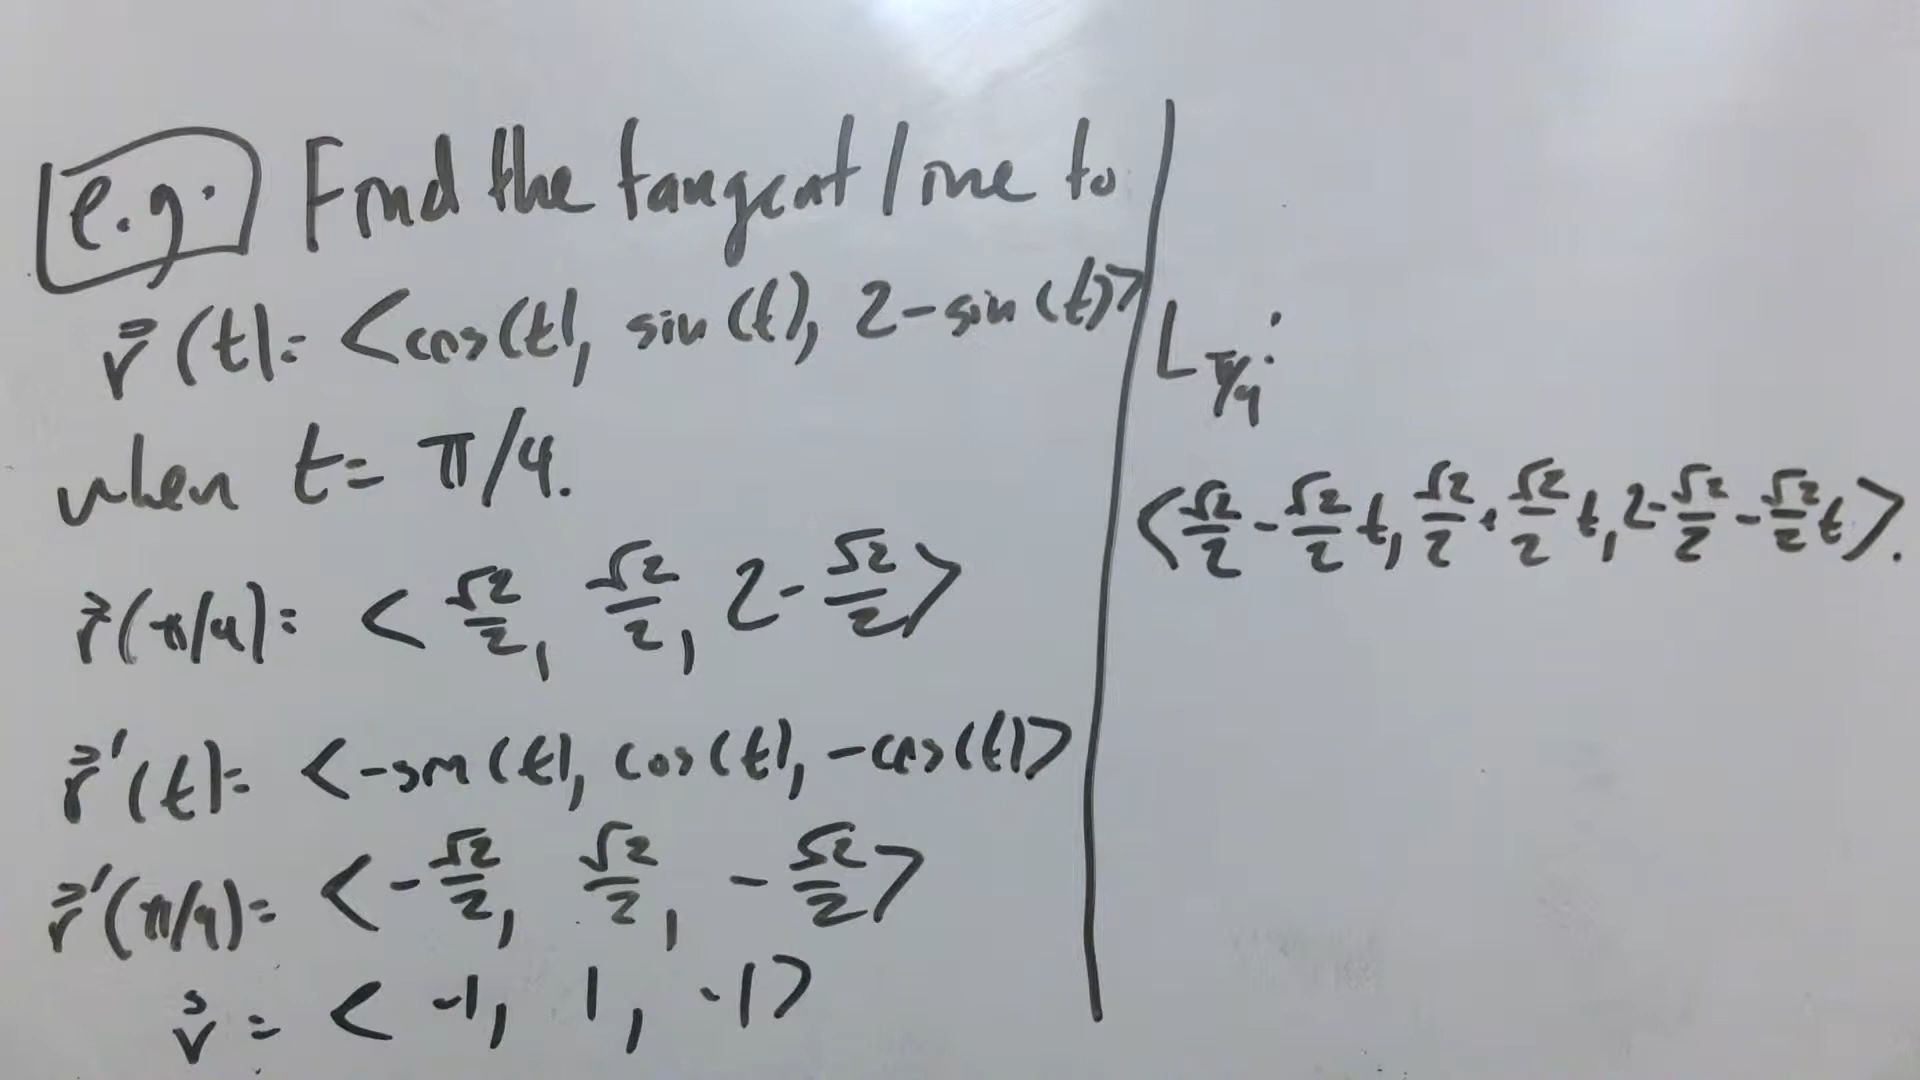 e.g. Find the tangent line to
r⃗(t) = <cos(t), sin(t), 2-sin(t)>
when t = π/4.
r⃗(π/4) = <√2/2, √2/2, 2-√2/2>
r⃗'(t) = <-sin(t), cos(t), -cos(t)>
r⃗'(π/4) = <-√2/2, √2/2, -√2/2>
v⃗ = <-1, 1, -1>
L_π/4:
<√2/2 - √2/2 t, √2/2 + √2/2 t, 2-√2/2 - √2/2 t>.